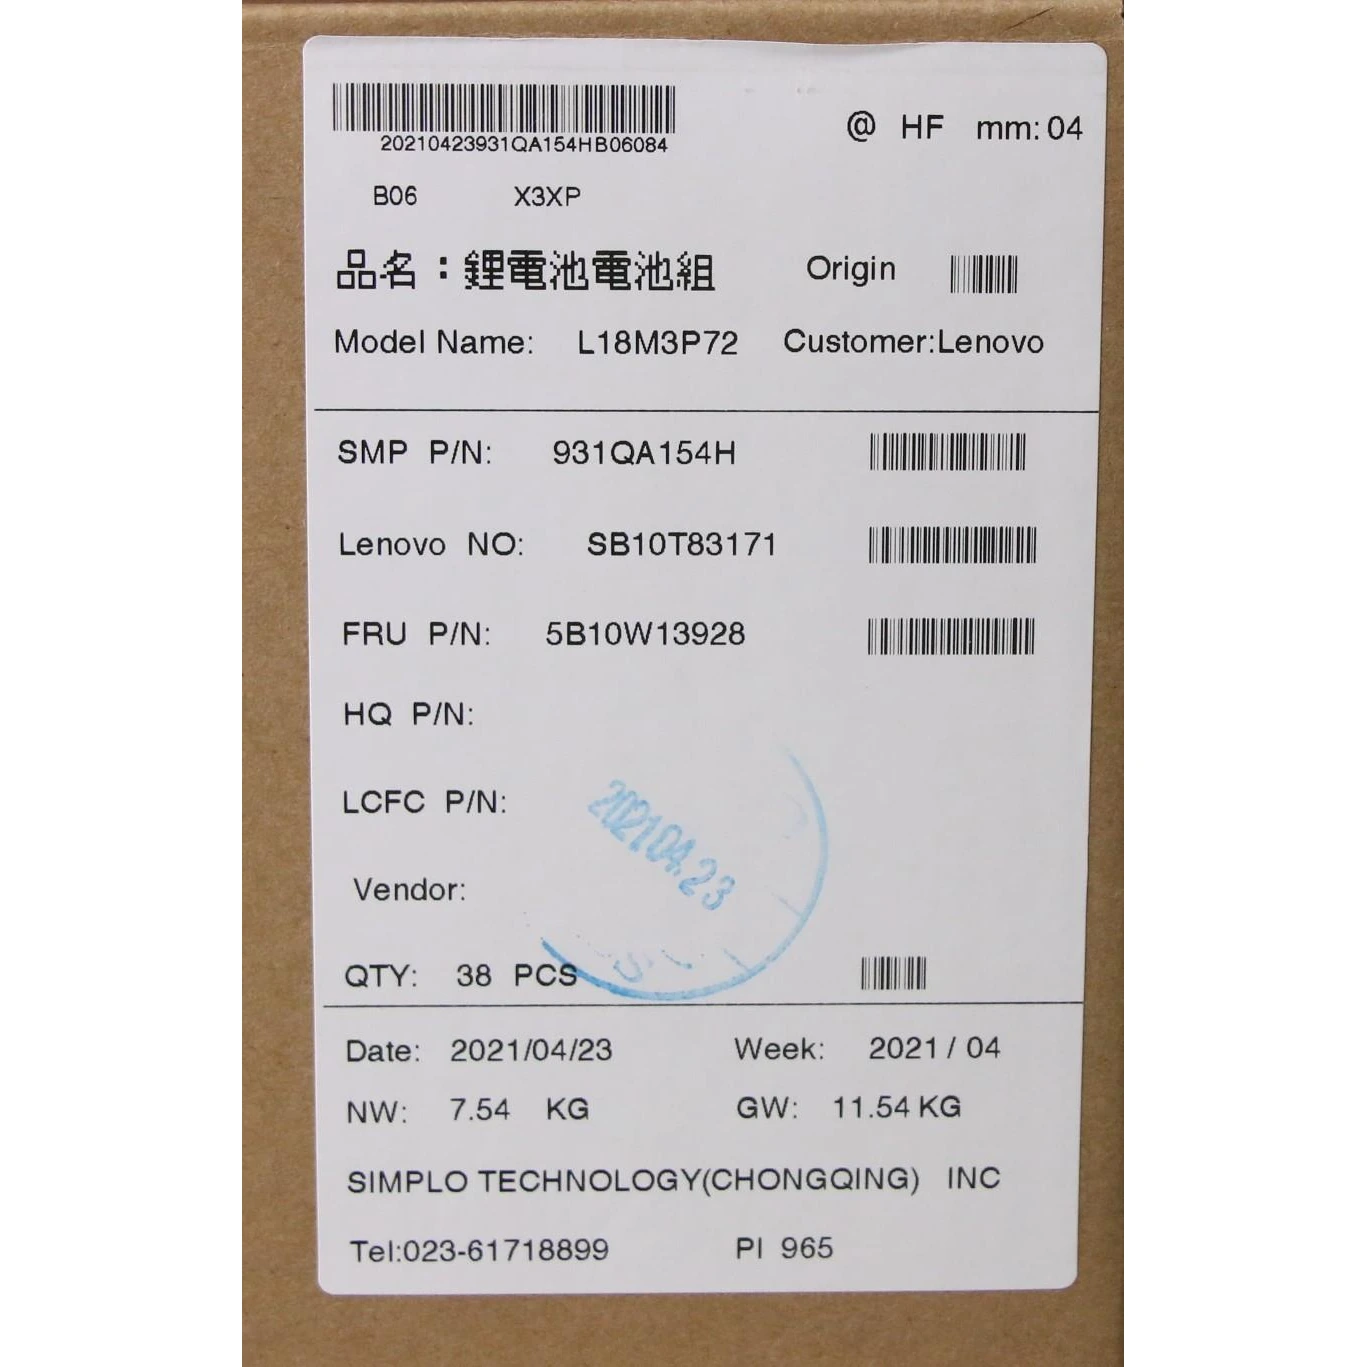 @ HF mm: 04
20210423931QA154HB06084
B06 X3XP
品名：鋰電池電池組 Origin
Model Name: L18M3P72 Customer:Lenovo
SMP P/N: 931QA154H
Lenovo NO: SB10T83171
FRU P/N: 5B10W13928
HQ P/N:
LCFC P/N:
2021.04.23
Vendor:
QTY: 38 PCS
Date: 2021/04/23 Week: 2021 / 04
NW: 7.54 KG GW: 11.54 KG
SIMPLO TECHNOLOGY(CHONGQING) INC
Tel:023-61718899 PI 965